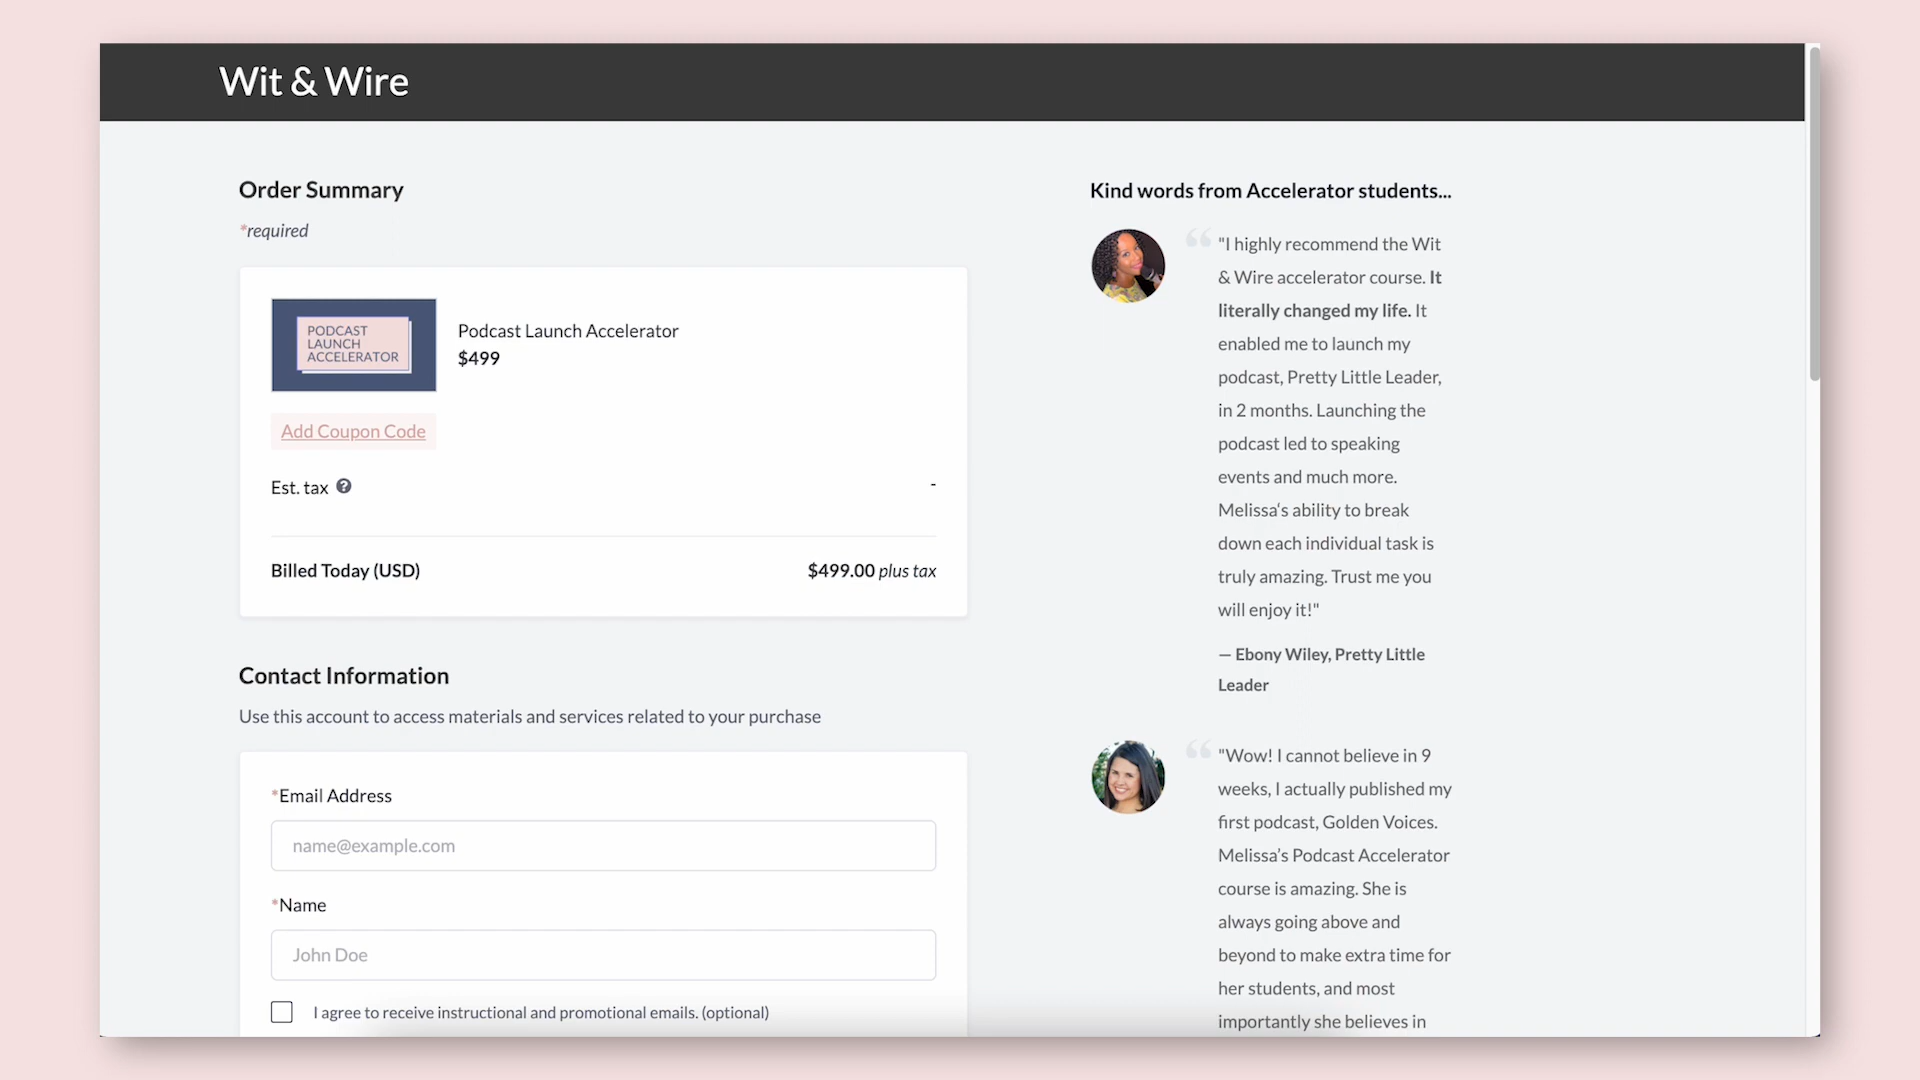 Wit & Wire
Order Summary
*required
PODCAST
LAUNCH
ACCELERATOR
Podcast Launch Accelerator
$499
Add Coupon Code
Est. tax ?
-
Billed Today (USD)
$499.00 plus tax
Contact Information
Use this account to access materials and services related to your purchase
*Email Address
name@example.com
*Name
John Doe
I agree to receive instructional and promotional emails. (optional)
Kind words from Accelerator students...
"I highly recommend the Wit
& Wire accelerator course. It
literally changed my life. It
enabled me to launch my
podcast, Pretty Little Leader,
in 2 months. Launching the
podcast led to speaking
events and much more.
Melissa‘s ability to break
down each individual task is
truly amazing. Trust me you
will enjoy it!"
— Ebony Wiley, Pretty Little
Leader
"Wow! I cannot believe in 9
weeks, I actually published my
first podcast, Golden Voices.
Melissa’s Podcast Accelerator
course is amazing. She is
always going above and
beyond to make extra time for
her students, and most
importantly she believes in